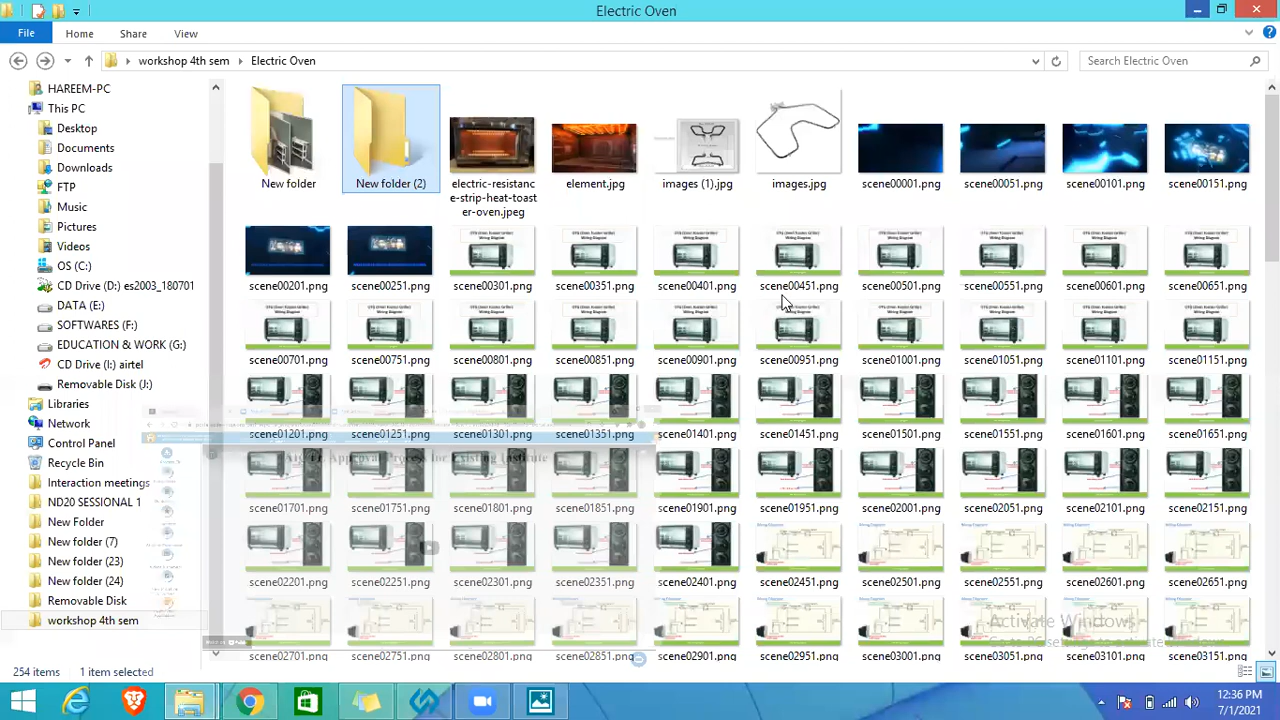 Electric Oven
File Home Share View
workshop 4th sem Electric Oven Search Electric Oven
HAREEM-PC
This PC
Desktop
Documents
Downloads
FTP
Music
Pictures
Videos
OS (C:)
CD Drive (D:) es2003_180701
DATA (E:)
SOFTWARES (F:)
EDUCATION & WORK (G:)
CD Drive (I:) airtel
Removable Disk (J:)
Libraries
Network
Control Panel
Recycle Bin
Interaction meetings
ND20 SESSIONAL 1
New Folder
New folder (7)
New folder (23)
New folder (24)
Removable Disk
workshop 4th sem
New folder New folder (2) electric-resistanc images (1).jpg images.jpg scene00001.png scene00051.png scene00101.png scene00151.png
e-strip-heat-toast
er-oven.jpeg
element.jpg
scene00201.png scene00251.png scene00301.png scene00351.png scene00401.png scene00451.png scene00501.png scene00551.png scene00601.png scene00651.png
scene00701.png scene00751.png scene00801.png scene00851.png scene00901.png scene00951.png scene01001.png scene01051.png scene01101.png scene01151.png
scene01201.png scene01251.png scene01301.png scene01351.png scene01401.png scene01451.png scene01501.png scene01551.png scene01601.png scene01651.png
Approval Process for Existing Institute
scene01701.png scene01751.png scene01801.png scene01851.png scene01901.png scene01951.png scene02001.png scene02051.png scene02101.png scene02151.png
scene02201.png scene02251.png scene02301.png scene02351.png scene02401.png scene02451.png scene02501.png scene02551.png scene02601.png scene02651.png
scene02701.png scene02751.png scene02801.png scene02851.png scene02901.png scene02951.png scene03001.png scene03051.png scene03101.png scene03151.png
Activate Windows
254 items 1 item selected
12:36 PM
7/1/2021